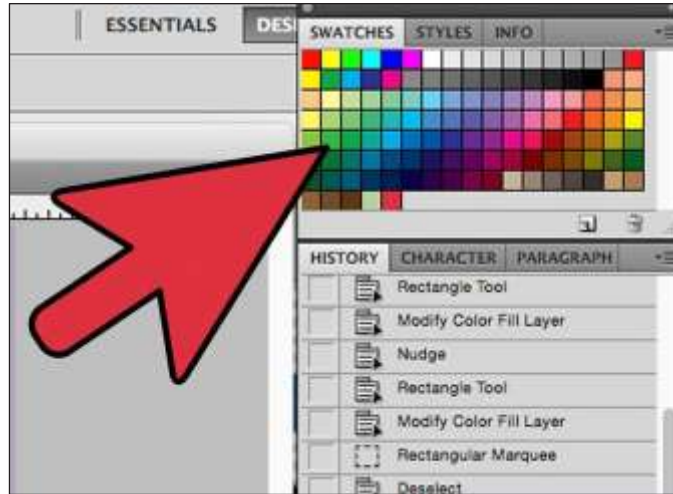 ESSENTIALS DES
SWATCHES STYLES INFO
HISTORY CHARACTER PARAGRAPH
Rectangle Tool
Modify Color Fill Layer
Nudge
Rectangle Tool
Modify Color Fill Layer
Rectangular Marquee
Deselect